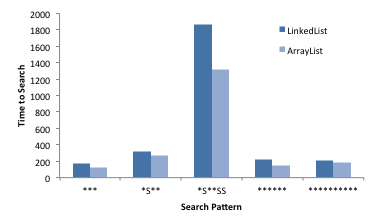 2000
1800
1600
1400
1200
1000
800
600
400
200
0
Time to Search
LinkedList
ArrayList
*** *S** *S**SS ****** **********
Search Pattern